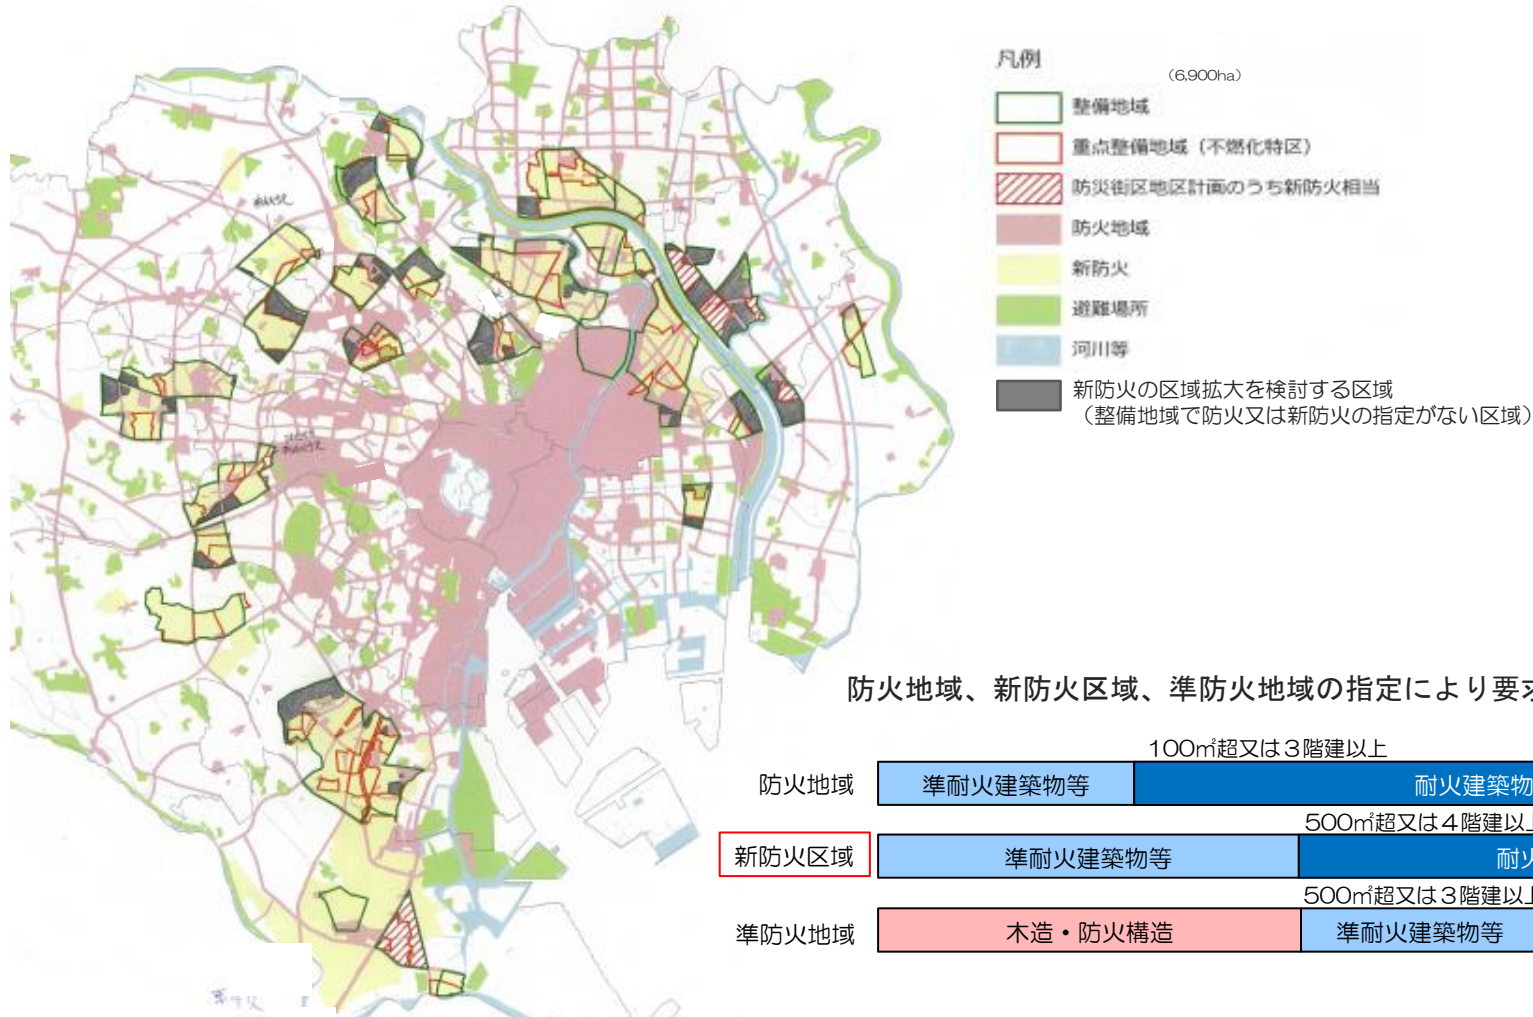 凡例
(6,900ha)
整備地域
重点整備地域（不燃化特区）
防災街区地区計画のうち新防火相当
防火地域
新防火
避難場所
河川等
新防火の区域拡大を検討する区域
（整備地域で防火又は新防火の指定がない区域）
防火地域、新防火区域、準防火地域の指定により要求
100㎡超又は３階建以上
防火地域
準耐火建築物等
耐火建築物
500㎡超又は４階建以上
新防火区域
準耐火建築物等
耐火
500㎡超又は３階建以上
準防火地域
木造・防火構造
準耐火建築物等